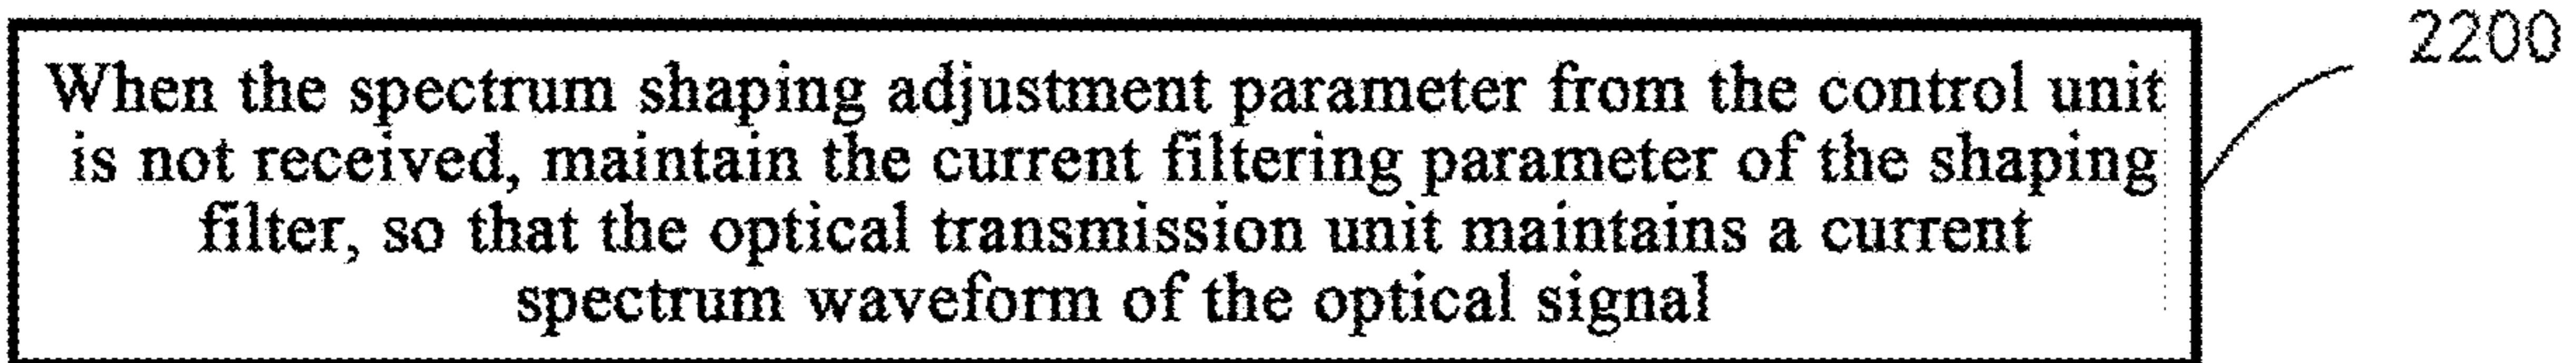 2200
When the spectrum shaping adjustment parameter from the control unit
is not received, maintain the current filtering parameter of the shaping
filter, so that the optical transmission unit maintains a current
spectrum waveform of the optical signal